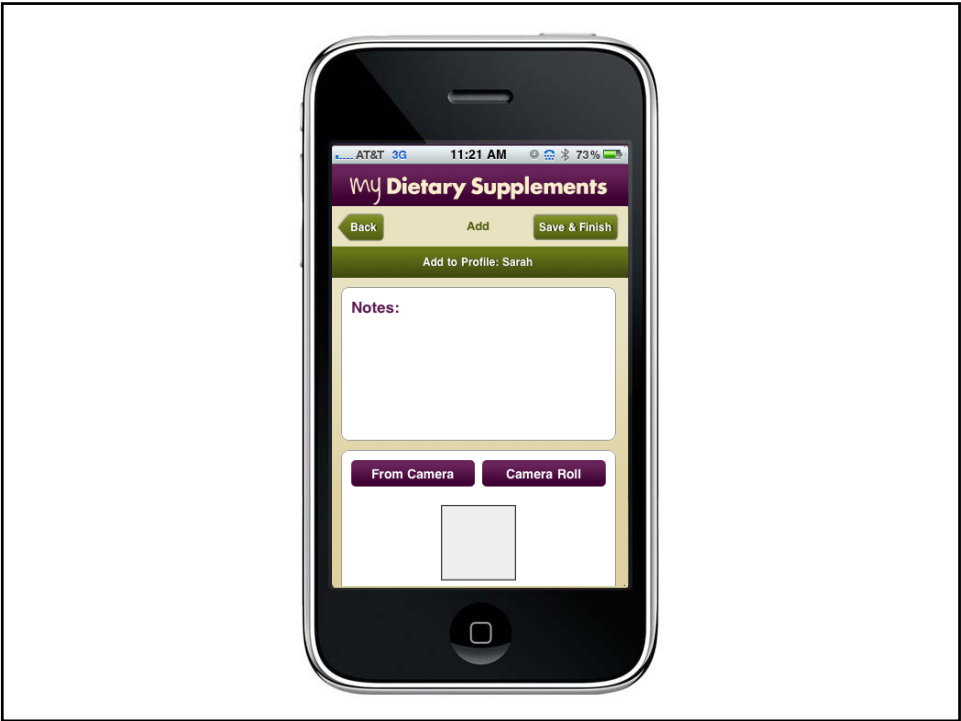 AT&T 3G 11:21 AM 73%
My Dietary Supplements
Back Add Save & Finish
Add to Profile: Sarah
Notes:
From Camera Camera Roll